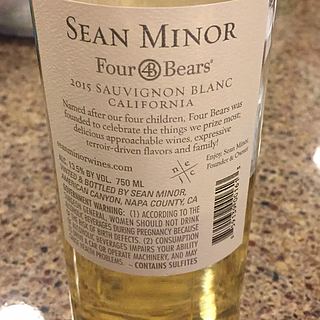 SEAN MINOR
Four 4B Bears®
2015 SAUVIGNON BLANC
CALIFORNIA
Named after our four children, Four Bears was
founded to celebrate the things we prize most:
delicious approachable wines, expressive
terroir-driven flavors and family!
seanminorwines.com
n e c c
Enjoy, Sean Minor,
Founder & Owner
ALC. 13.5% BY VOL. 750 ML
VINTED & BOTTLED BY SEAN MINOR,
AMERICAN CANYON, NAPA COUNTY, CA
GOVERNMENT WARNING: (1) ACCORDING TO THE
SURGEON GENERAL, WOMEN SHOULD NOT DRINK
ALCOHOLIC BEVERAGES DURING PREGNANCY BECAUSE
OF THE RISK OF BIRTH DEFECTS. (2) CONSUMPTION
OF ALCOHOLIC BEVERAGES IMPAIRS YOUR ABILITY
TO DRIVE A CAR OR OPERATE MACHINERY, AND MAY
CAUSE HEALTH PROBLEMS. ~ CONTAINS SULFITES